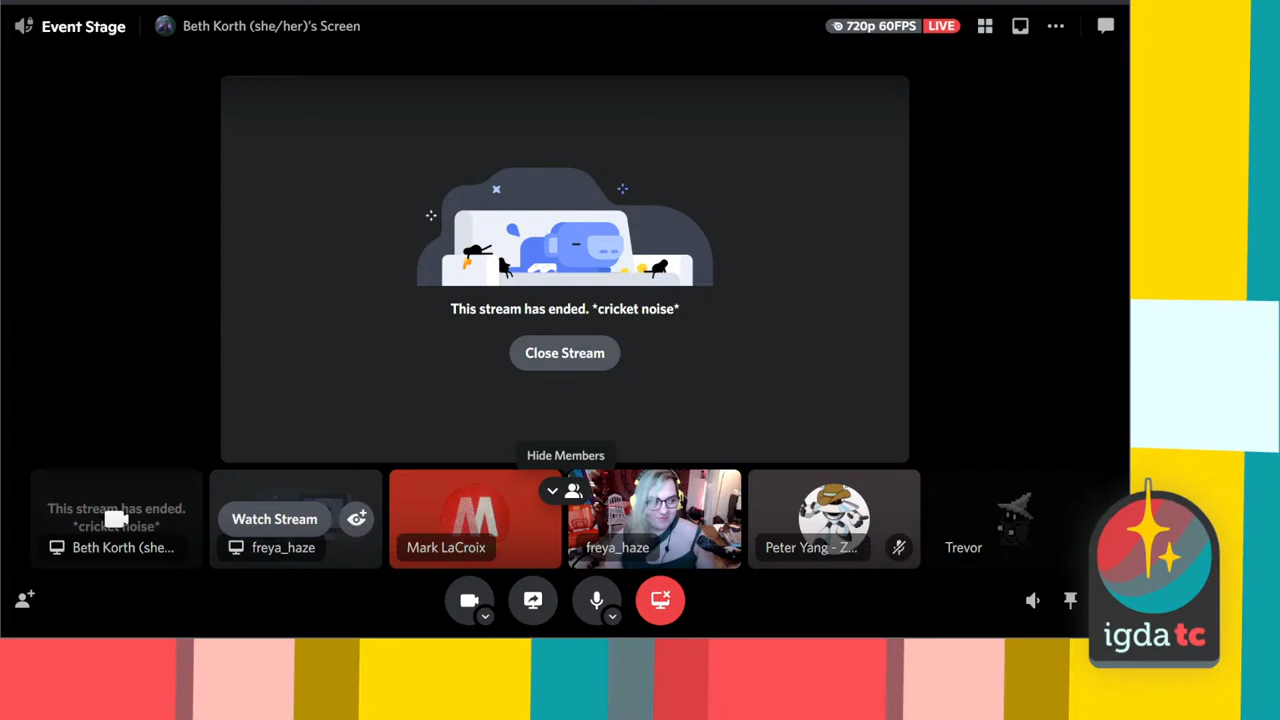 Event Stage
Beth Korth (she/her)'s Screen
720p 60FPS
LIVE
This stream has ended. *cricket noise*
Close Stream
Hide Members
This stream has ended.
*cricket noise*
Beth Korth (she...
Watch Stream
freya_haze
Mark LaCroix
freya_haze
Peter Yang - Z...
Trevor
igda tc